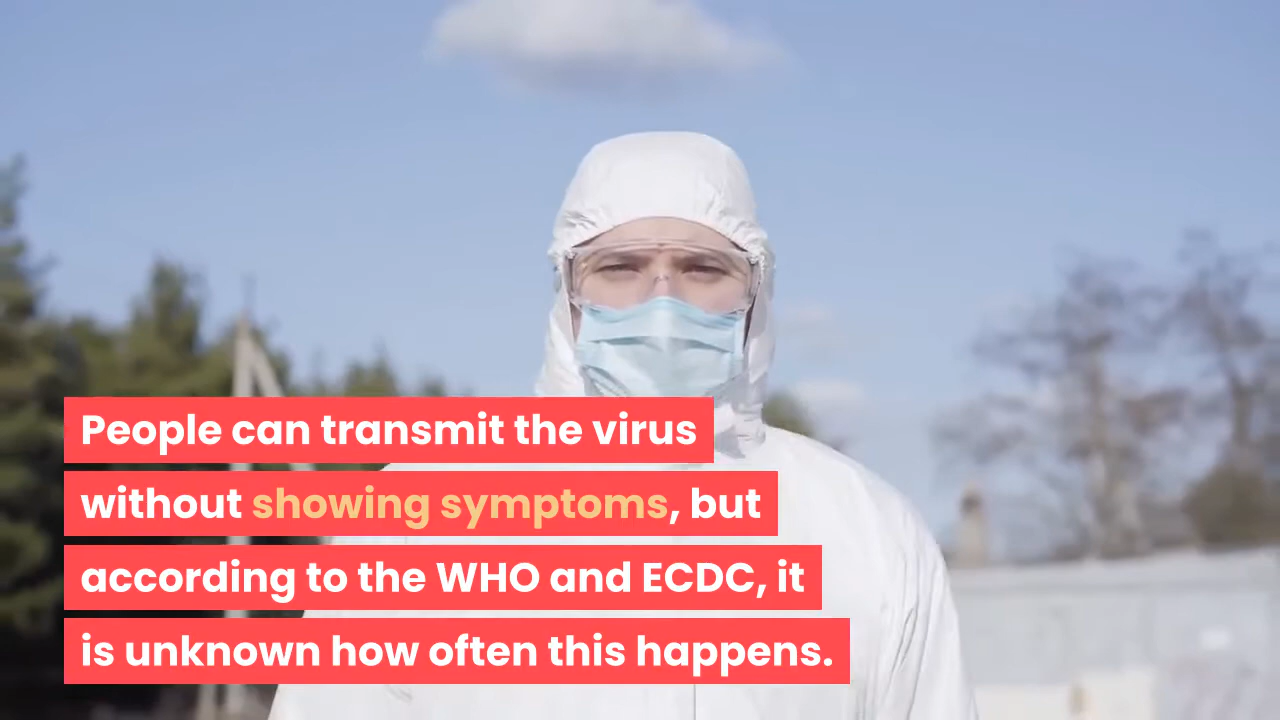 People can transmit the virus
without showing symptoms, but
according to the WHO and ECDC, it
is unknown how often this happens.